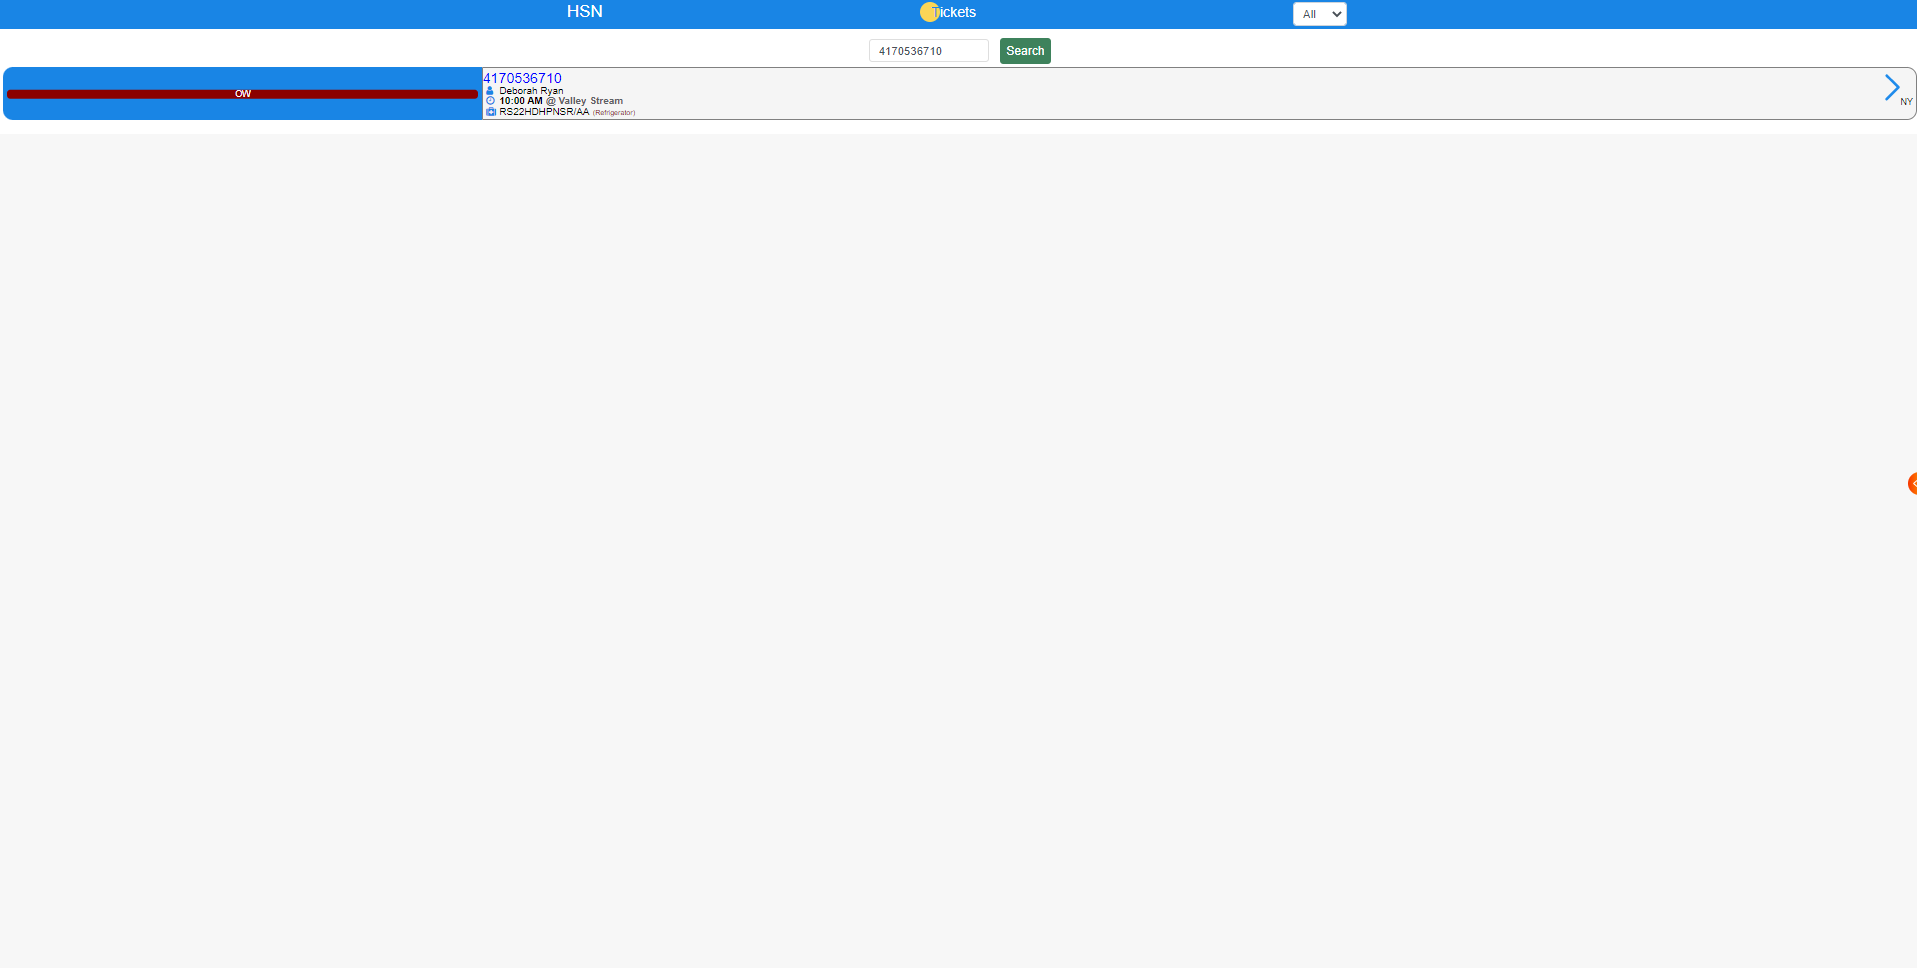 HSN
Tickets
All
4170536710
Search
OW
4170536710
Deborah Ryan
10:00 AM @ Valley Stream
RS22HDHPNSR/AA (Refrigerator)
NY